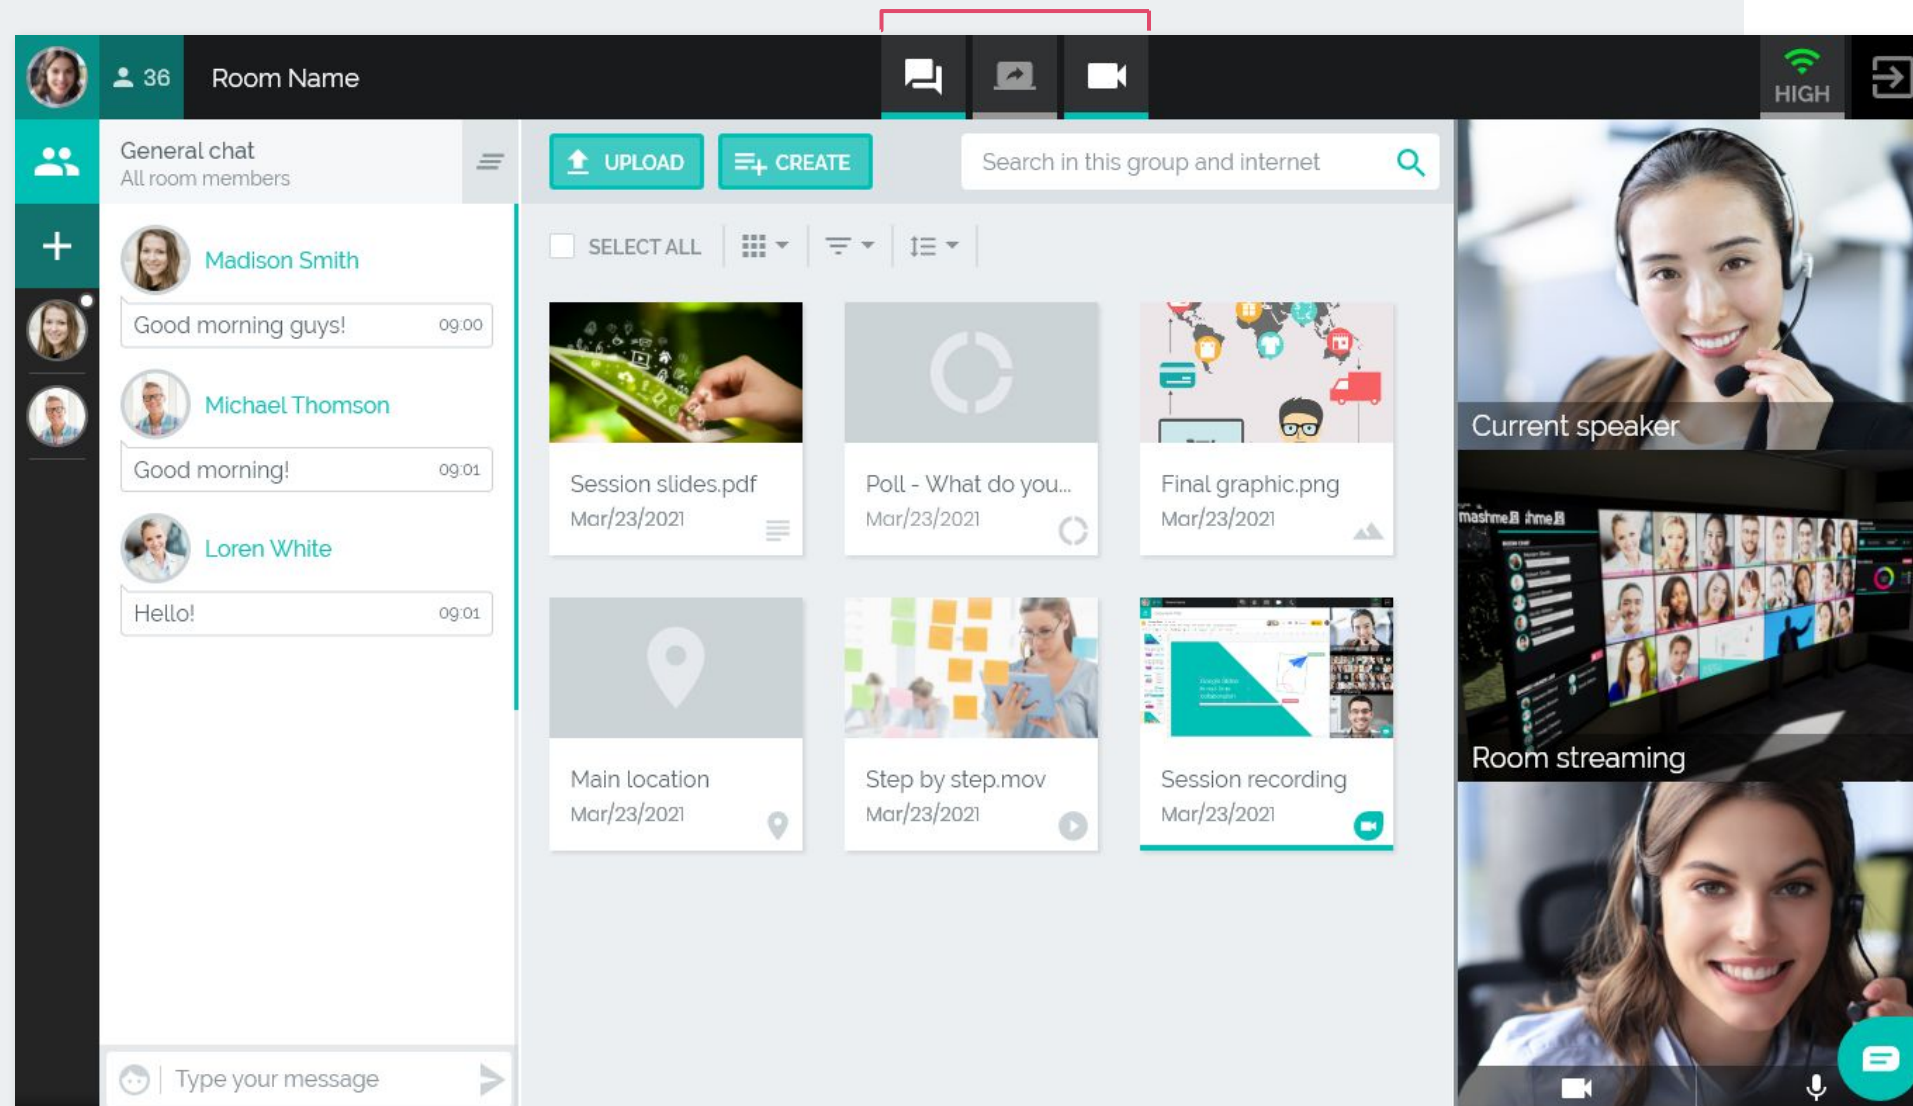 36
Room Name
HIGH
General chat
All room members
UPLOAD
CREATE
Search in this group and internet
SELECT ALL
Madison Smith
Good morning guys! 09:00
Michael Thomson
Good morning! 09:01
Loren White
Hello! 09:01
Type your message
Session slides.pdf
Mar/23/2021
Poll - What do you...
Mar/23/2021
Final graphic.png
Mar/23/2021
Main location
Mar/23/2021
Step by step.mov
Mar/23/2021
Session recording
Mar/23/2021
Current speaker
Room streaming